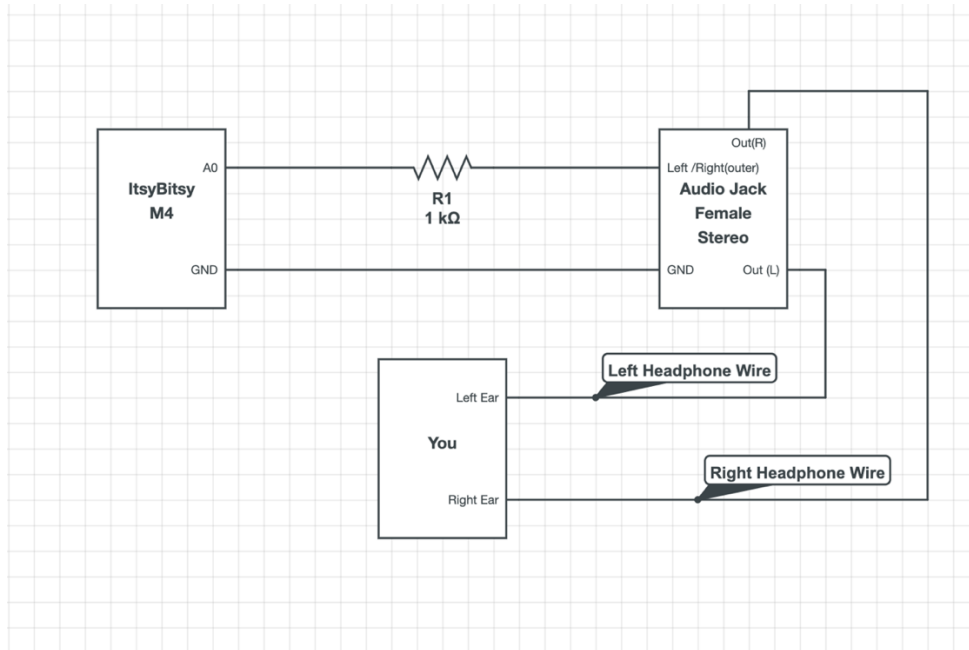 A0
ItsyBitsy
M4
GND
R1
1 kΩ
Out(R)
Left /Right(outer)
Audio Jack
Female
Stereo
GND
Out (L)
Left Headphone Wire
Left Ear
You
Right Headphone Wire
Right Ear